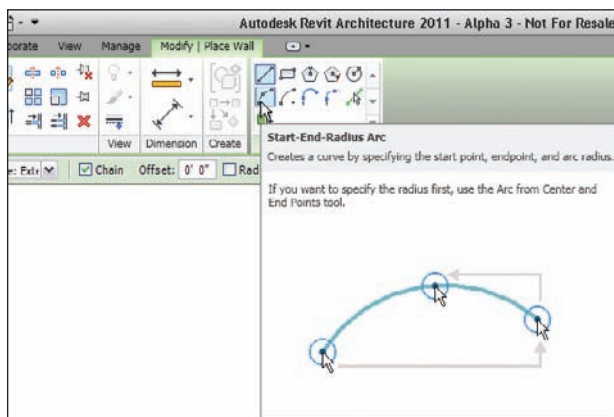 Autodesk Revit Architecture 2011 - Alpha 3 - Not For Resale
orate View Manage Modify | Place Wall
View Dimension Create
e: Exte Chain Offset: 0' 0" Rad
Start-End-Radius Arc
Creates a curve by specifying the start point, endpoint, and arc radius.
If you want to specify the radius first, use the Arc from Center and
End Points tool.